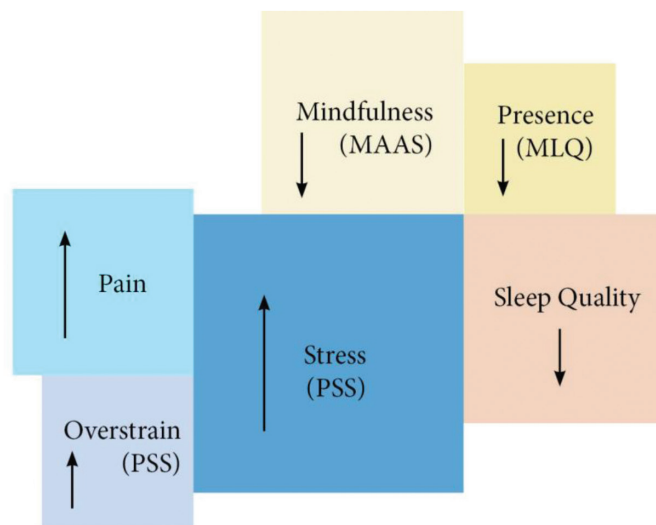 Mindfulness
(MAAS)
Presence
(MLQ)
Pain
Sleep Quality
Stress
(PSS)
Overstrain
(PSS)